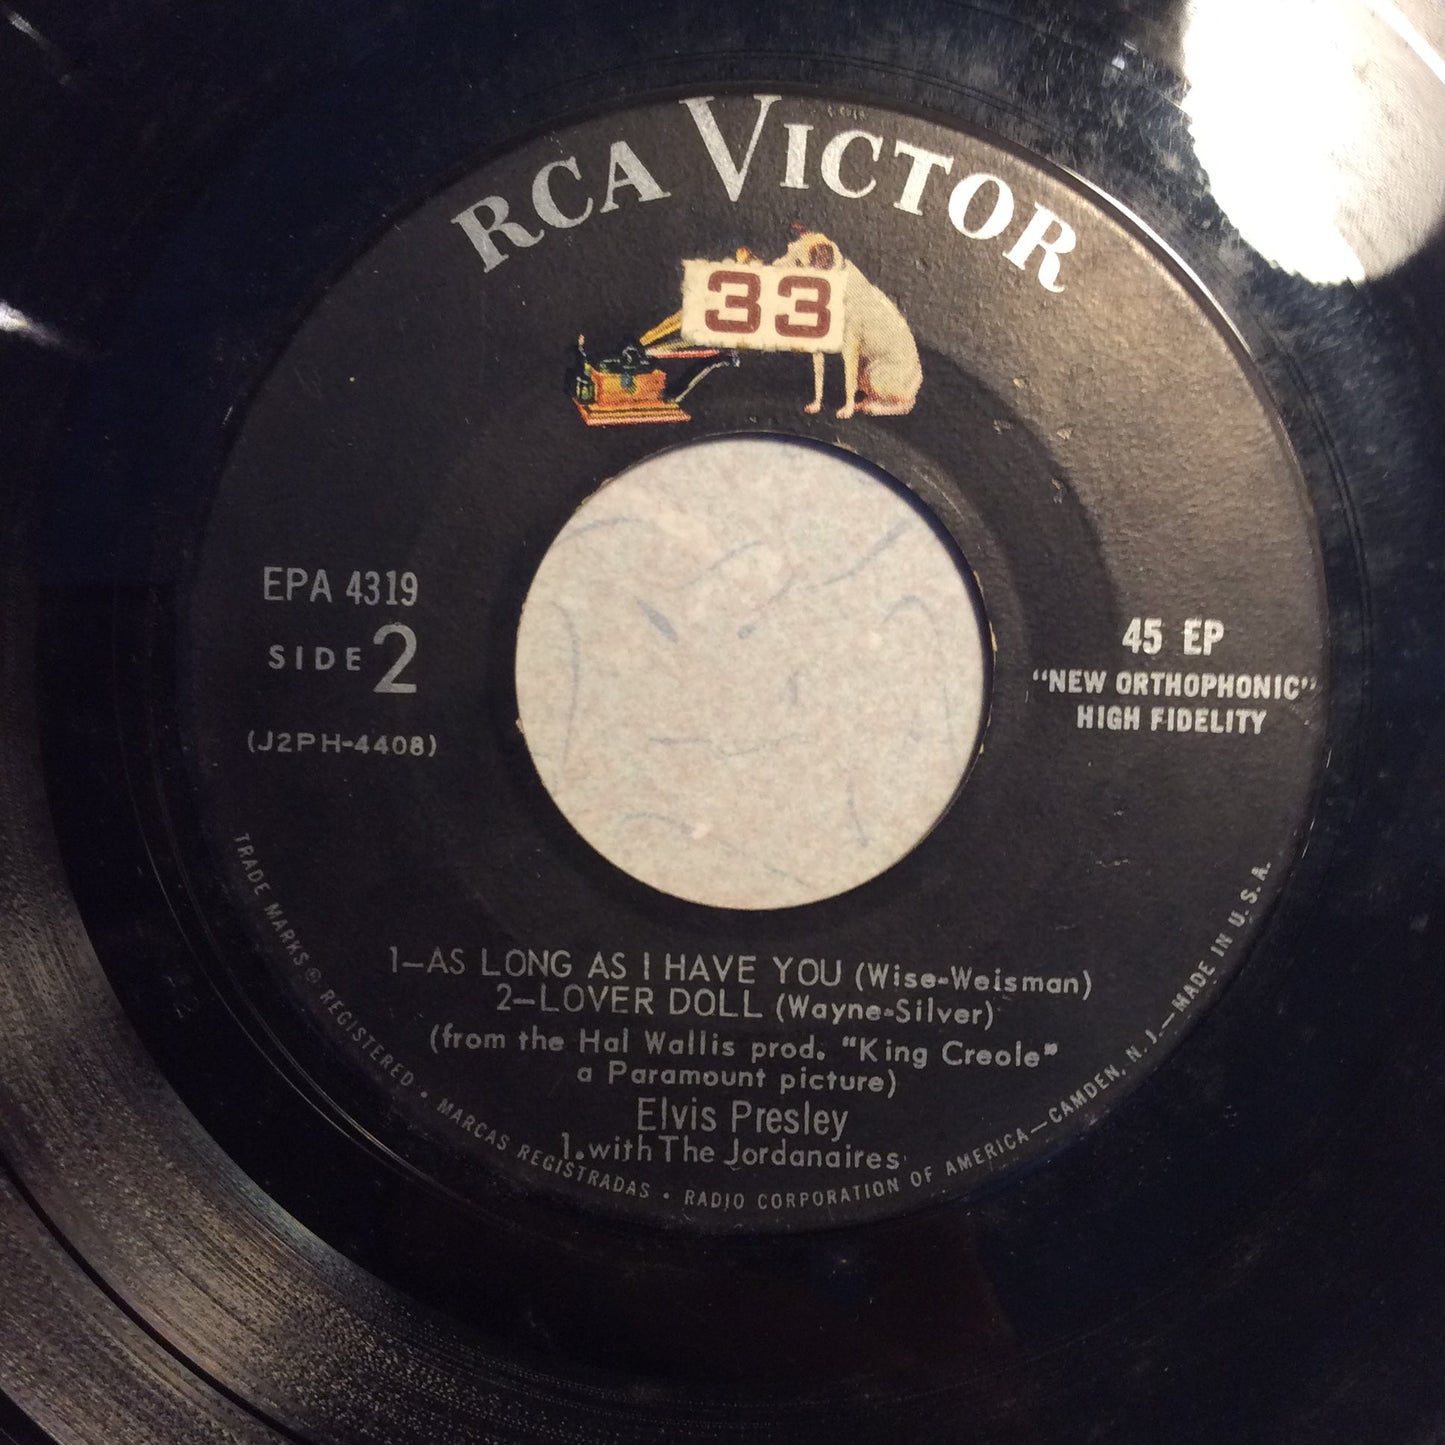 RCA VICTOR
33
EPA 4319
SIDE 2
(J2PH-4408)
45 EP
"NEW ORTHOPHONIC"
HIGH FIDELITY
1—AS LONG AS I HAVE YOU (Wise-Weisman)
2—LOVER DOLL (Wayne-Silver)
(from the Hal Wallis prod. "King Creole"
a Paramount picture)
Elvis Presley
1.with The Jordanaires
TRADE MARKS ® REGISTERED • MARCAS REGISTRADAS • RADIO CORPORATION OF AMERICA—CAMDEN, N. J.—MADE IN U. S. A.